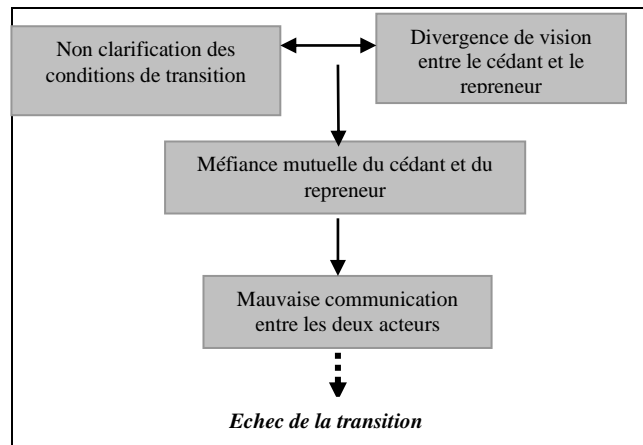 Non clarification des
conditions de transition
Divergence de vision
entre le cédant et le
repreneur
Méfiance mutuelle du cédant et du
repreneur
Mauvaise communication
entre les deux acteurs
Echec de la transition